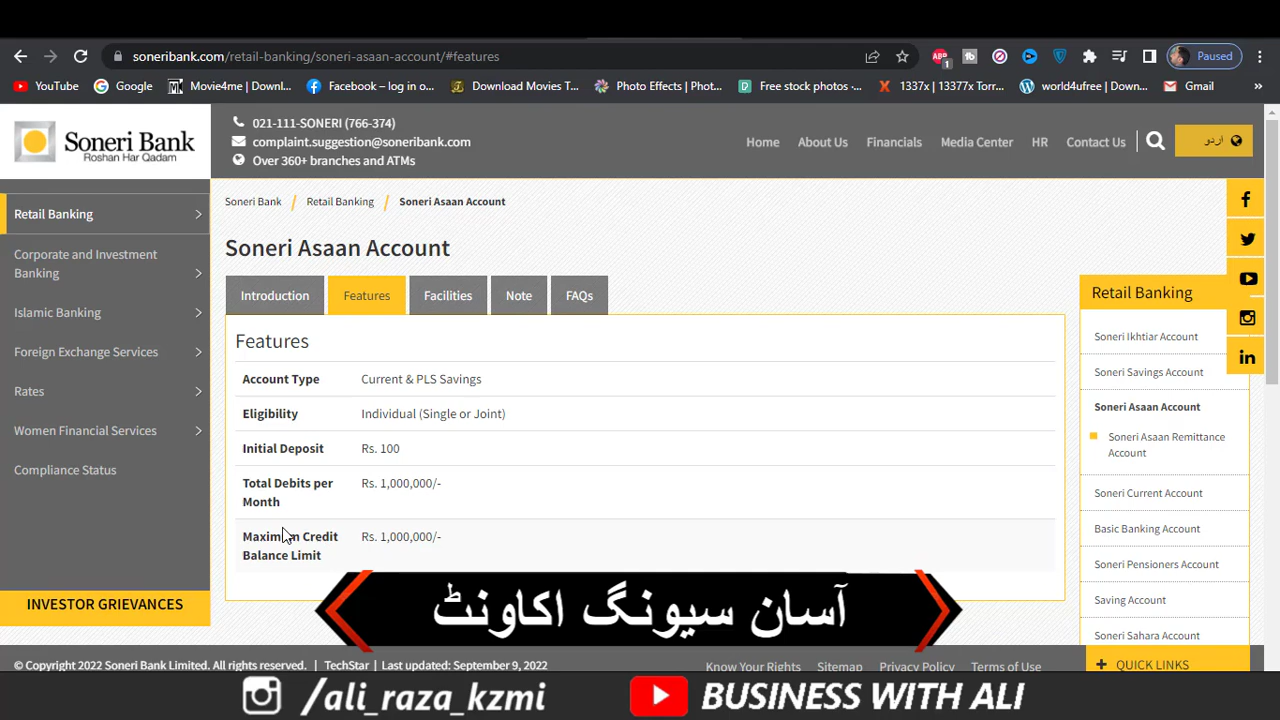 soneribank.com/retail-banking/soneri-asaan-account/#features
ABP
1
tb
Paused
YouTube
Google
Movie4me | Downl...
Facebook – log in o...
Download Movies T...
Photo Effects | Phot...
Free stock photos -...
1337x | 13377x Torr...
world4ufree | Down...
Gmail
»
Soneri Bank
Roshan Har Qadam
021-111-SONERI (766-374)
complaint.suggestion@soneribank.com
Over 360+ branches and ATMs
Home
About Us
Financials
Media Center
HR
Contact Us
اردو
Retail Banking
Corporate and Investment
Banking
Islamic Banking
Foreign Exchange Services
Rates
Women Financial Services
Compliance Status
INVESTOR GRIEVANCES
Soneri Bank / Retail Banking / Soneri Asaan Account
Soneri Asaan Account
Introduction
Features
Facilities
Note
FAQs
Features
Account Type Current & PLS Savings
Eligibility Individual (Single or Joint)
Initial Deposit Rs. 100
Total Debits per
Month
Rs. 1,000,000/-
Maximum Credit
Balance Limit
Rs. 1,000,000/-
Retail Banking
Soneri Ikhtiar Account
Soneri Savings Account
Soneri Asaan Account
Soneri Asaan Remittance
Account
Soneri Current Account
Basic Banking Account
Soneri Pensioners Account
Saving Account
Soneri Sahara Account
+ QUICK LINKS
آسان سیونگ اکاونٹ
© Copyright 2022 Soneri Bank Limited. All rights reserved. | TechStar | Last updated: September 9, 2022
Know Your Rights
Sitemap
Privacy Policy
Terms of Use
/ali_raza_kzmi
BUSINESS WITH ALI